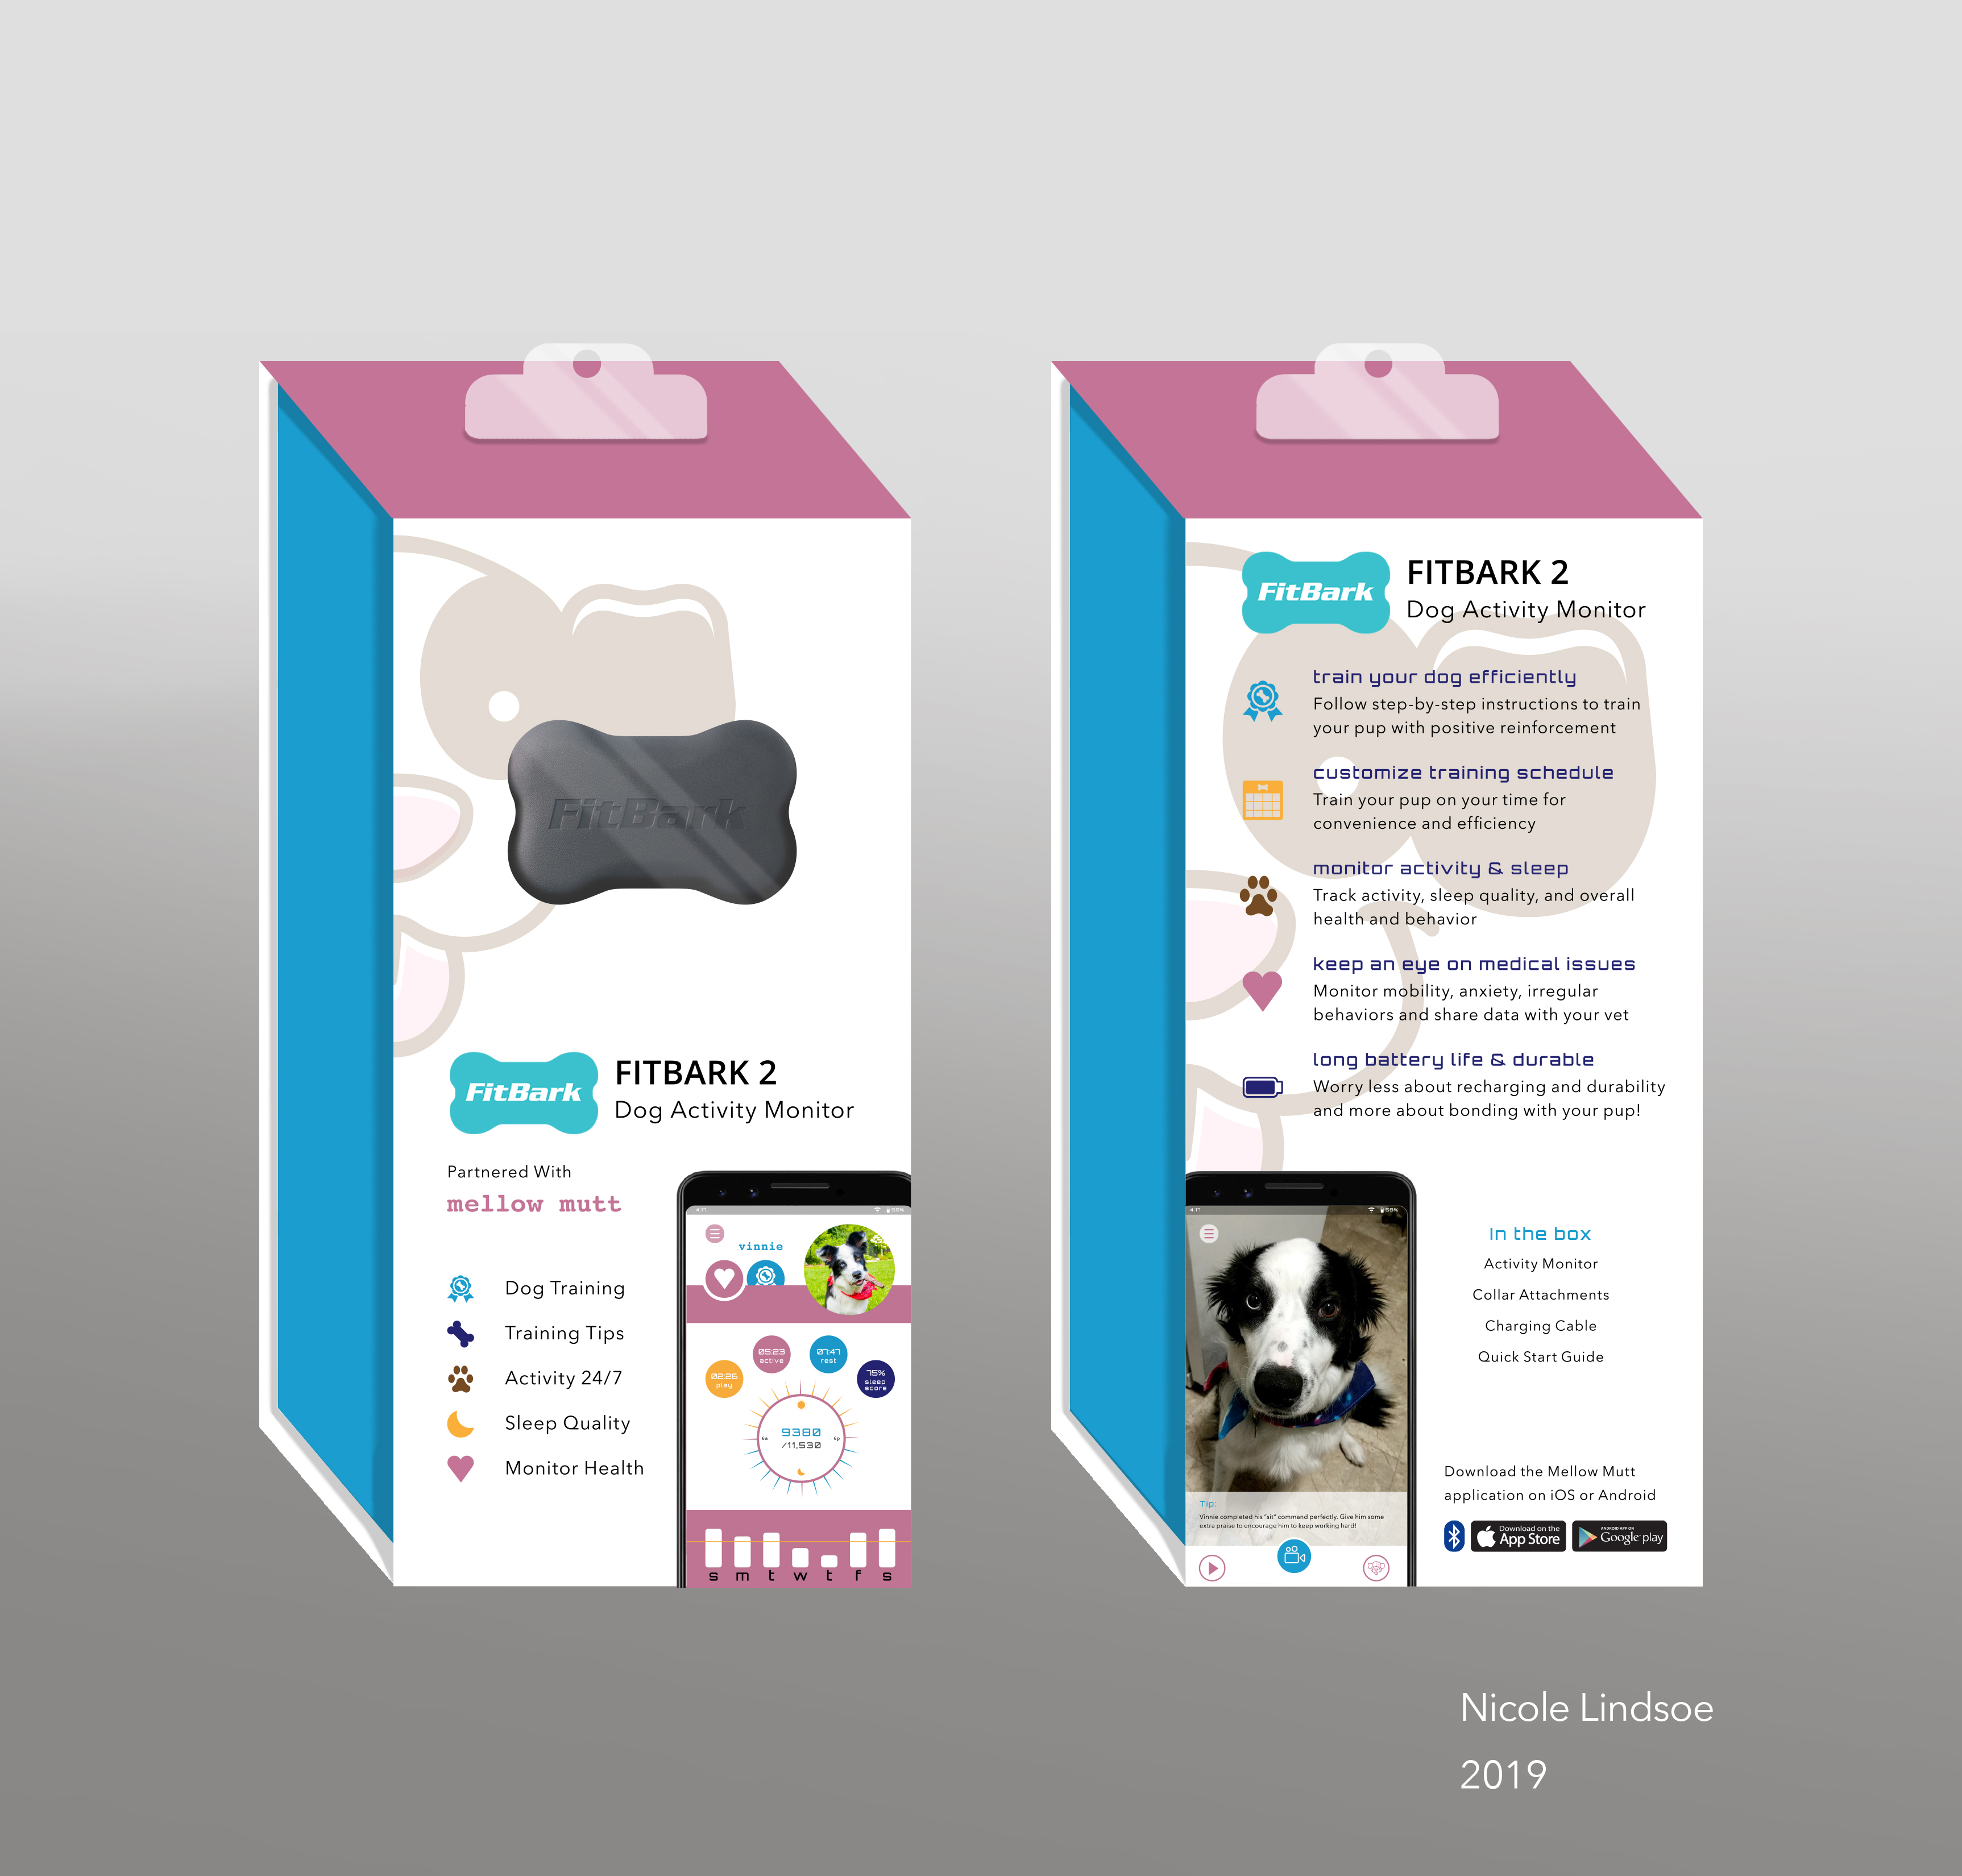 FitBark
FitBark
FITBARK 2
Dog Activity Monitor
Partnered With
mellow mutt
Dog Training
Training Tips
Activity 24/7
Sleep Quality
Monitor Health
4:17
58%
vinnie
02:26
play
05:23
active
07:47
rest
75%
sleep
score
6a
6p
9380
/11,530
s m t w t f s
FitBark
FITBARK 2
Dog Activity Monitor
train your dog efficiently
Follow step-by-step instructions to train
your pup with positive reinforcement
customize training schedule
Train your pup on your time for
convenience and efficiency
monitor activity & sleep
Track activity, sleep quality, and overall
health and behavior
keep an eye on medical issues
Monitor mobility, anxiety, irregular
behaviors and share data with your vet
long battery life & durable
Worry less about recharging and durability
and more about bonding with your pup!
4:17
58%
Tip:
Vinnie completed his "sit" command perfectly. Give him some
extra praise to encourage him to keep working hard!
In the box
Activity Monitor
Collar Attachments
Charging Cable
Quick Start Guide
Download the Mellow Mutt
application on iOS or Android
Download on the
App Store
ANDROID APP ON
Google play
Nicole Lindsoe
2019